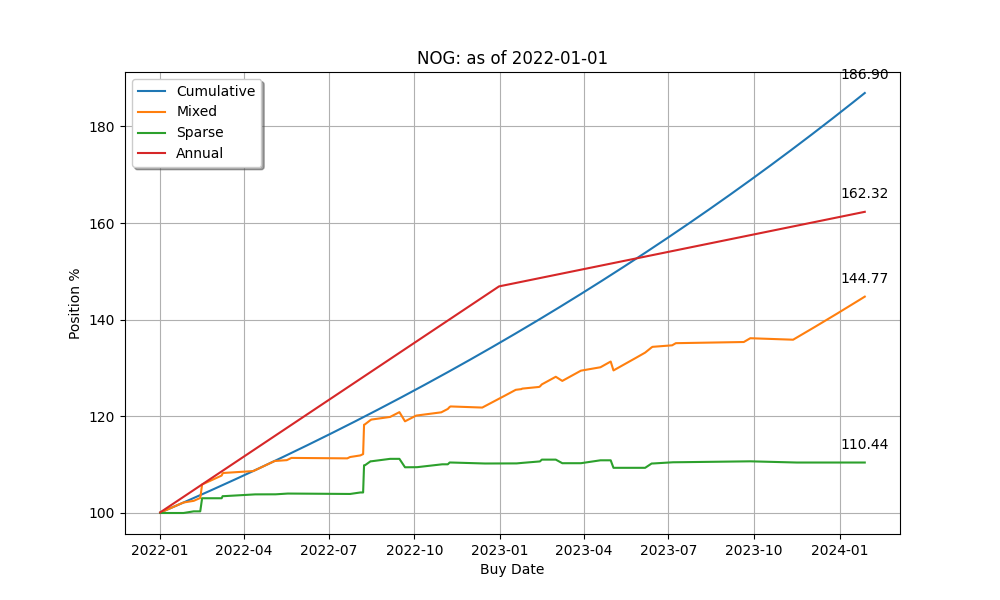 NOG: as of 2022-01-01
186.90
Cumulative
Mixed
Sparse
Annual
180
162.32
160
144.77
140
120
110.44
100
Position %
2022-01 2022-04 2022-07 2022-10 2023-01 2023-04 2023-07 2023-10 2024-01
Buy Date